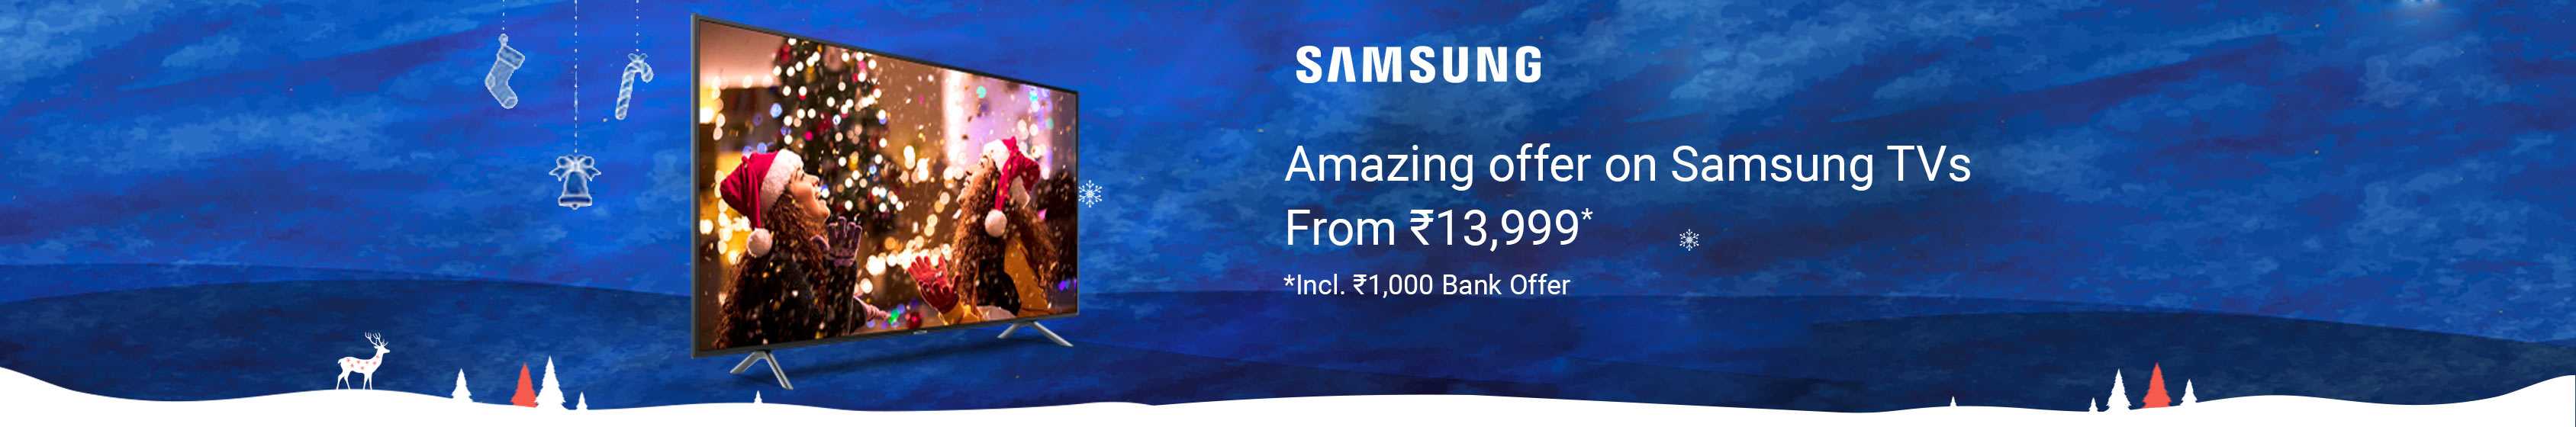 SAMSUNG
Amazing offer on Samsung TVs
From ₹13,999*
*Incl. ₹1,000 Bank Offer